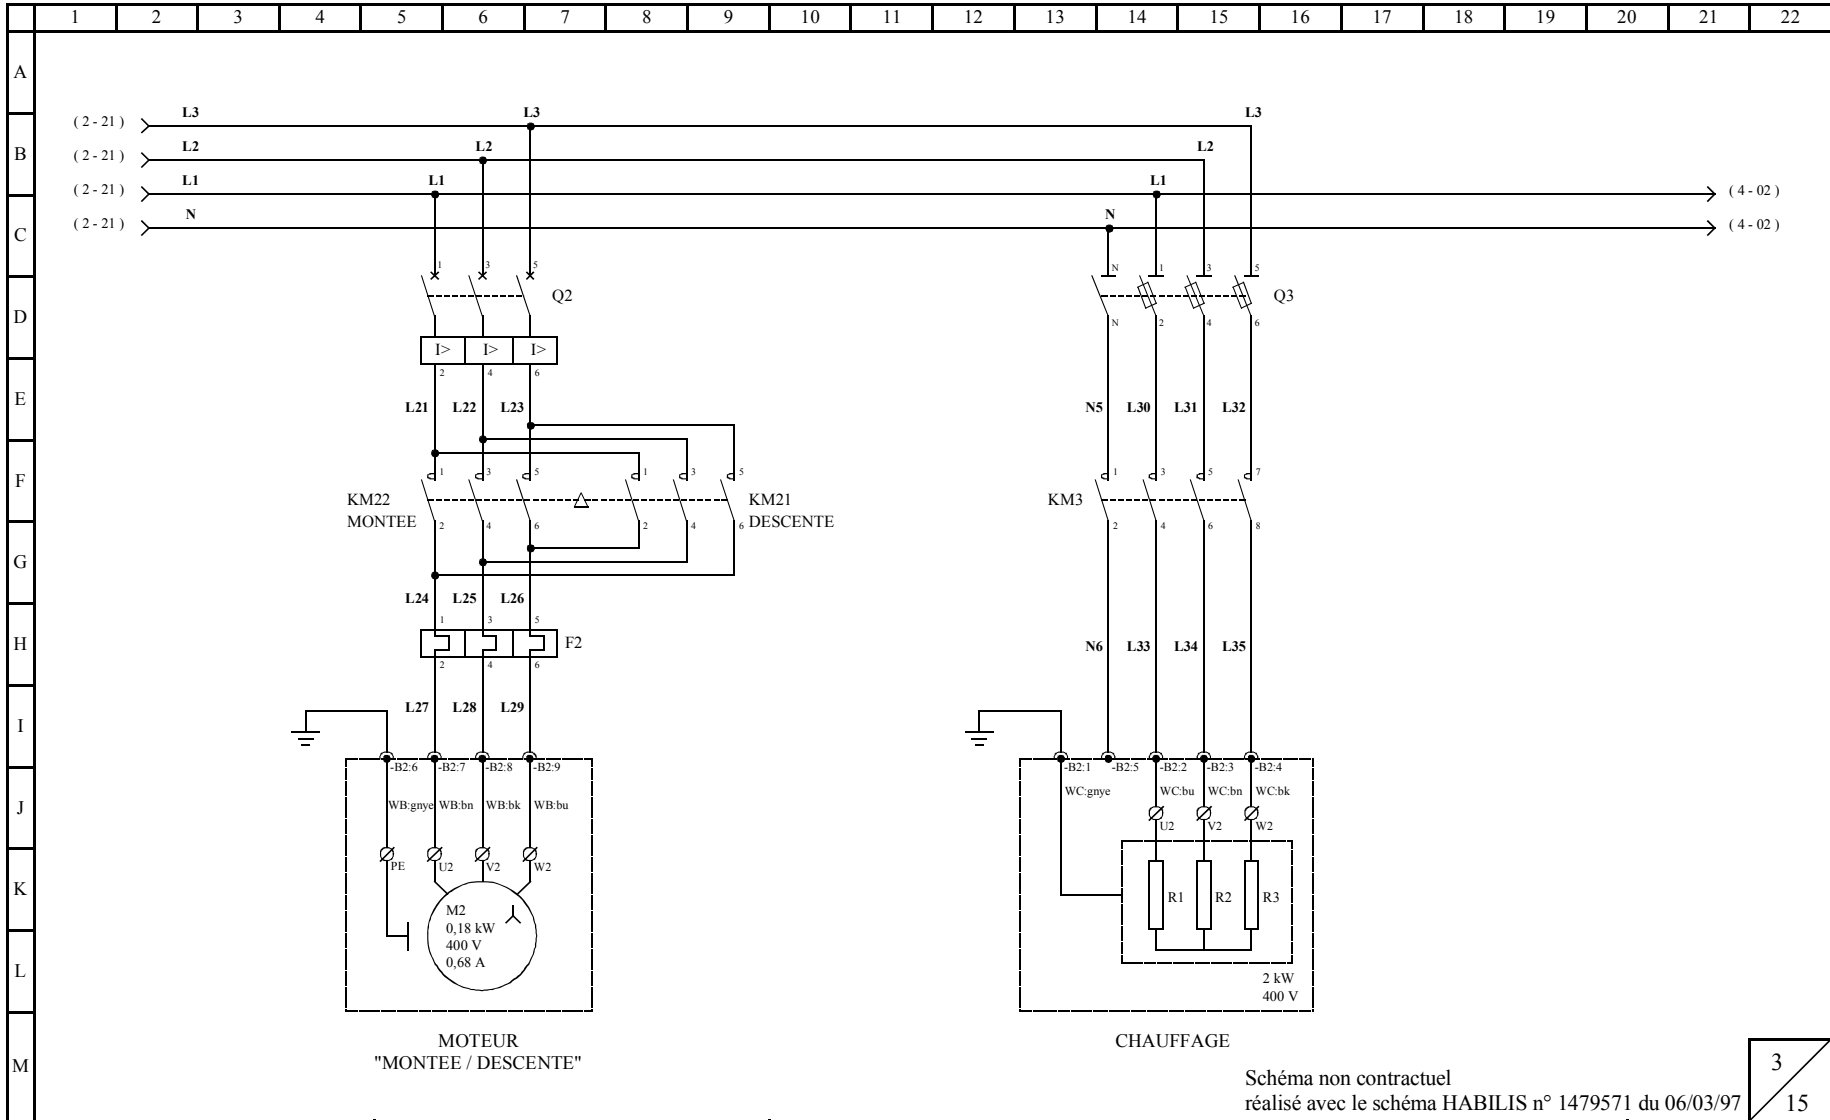 1 2 3 4 5 6 7 8 9 10 11 12 13 14 15 16 17 18 19 20 21 22
A
L3 L3 L3
( 2 - 21 )
B
L2 L2 L2
( 2 - 21 )
L1 L1 L1
( 2 - 21 ) ( 4 - 02 )
N N
( 2 - 21 ) ( 4 - 02 )
C
1 3 5 N 1 3 5
Q2 Q3
D
N 2 4 6
I> I> I>
2 4 6
E
L21 L22 L23 N5 L30 L31 L32
F
1 3 5 1 3 5 1 3 5 7
KM22 KM21 KM3
MONTEE DESCENTE
2 4 6 2 4 6 2 4 6 8
G
L24 L25 L26
1 3 5
H
F2
N6 L33 L34 L35
2 4 6
L27 L28 L29
I
-B2:6 -B2:7 -B2:8 -B2:9 -B2:1 -B2:5 -B2:2 -B2:3 -B2:4
WC:gnye WC:bu WC:bn WC:bk
J
WB:gnye WB:bn WB:bk WB:bu
U2 V2 W2
PE U2 V2 W2
K
R1 R2 R3
M2
0,18 kW
400 V
0,68 A
L
2 kW
400 V
MOTEUR
"MONTEE / DESCENTE"
CHAUFFAGE
M
Schéma non contractuel
réalisé avec le schéma HABILIS n° 1479571 du 06/03/97
3
15